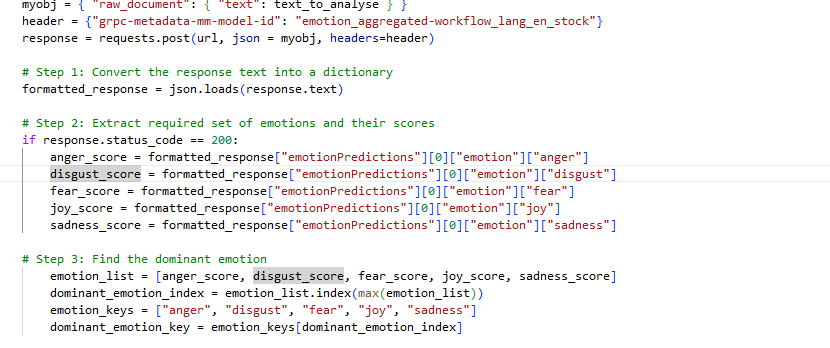 myobj = { "raw_document": { "text": text_to_analyse } }
header = {"grpc-metadata-mm-model-id": "emotion_aggregated-workflow_lang_en_stock"}
response = requests.post(url, json = myobj, headers=header)
# Step 1: Convert the response text into a dictionary
formatted_response = json.loads(response.text)
# Step 2: Extract required set of emotions and their scores
if response.status_code == 200:
anger_score = formatted_response["emotionPredictions"][0]["emotion"]["anger"]
disgust_score = formatted_response["emotionPredictions"][0]["emotion"]["disgust"]
fear_score = formatted_response["emotionPredictions"][0]["emotion"]["fear"]
joy_score = formatted_response["emotionPredictions"][0]["emotion"]["joy"]
sadness_score = formatted_response["emotionPredictions"][0]["emotion"]["sadness"]
# Step 3: Find the dominant emotion
emotion_list = [anger_score, disgust_score, fear_score, joy_score, sadness_score]
dominant_emotion_index = emotion_list.index(max(emotion_list))
emotion_keys = ["anger", "disgust", "fear", "joy", "sadness"]
dominant_emotion_key = emotion_keys[dominant_emotion_index]